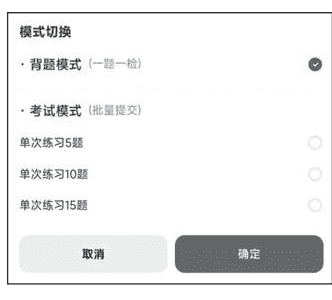 模式切换
· 背题模式（一题一检）
· 考试模式（批量提交）
单次练习5题
单次练习10题
单次练习15题
取消 确定